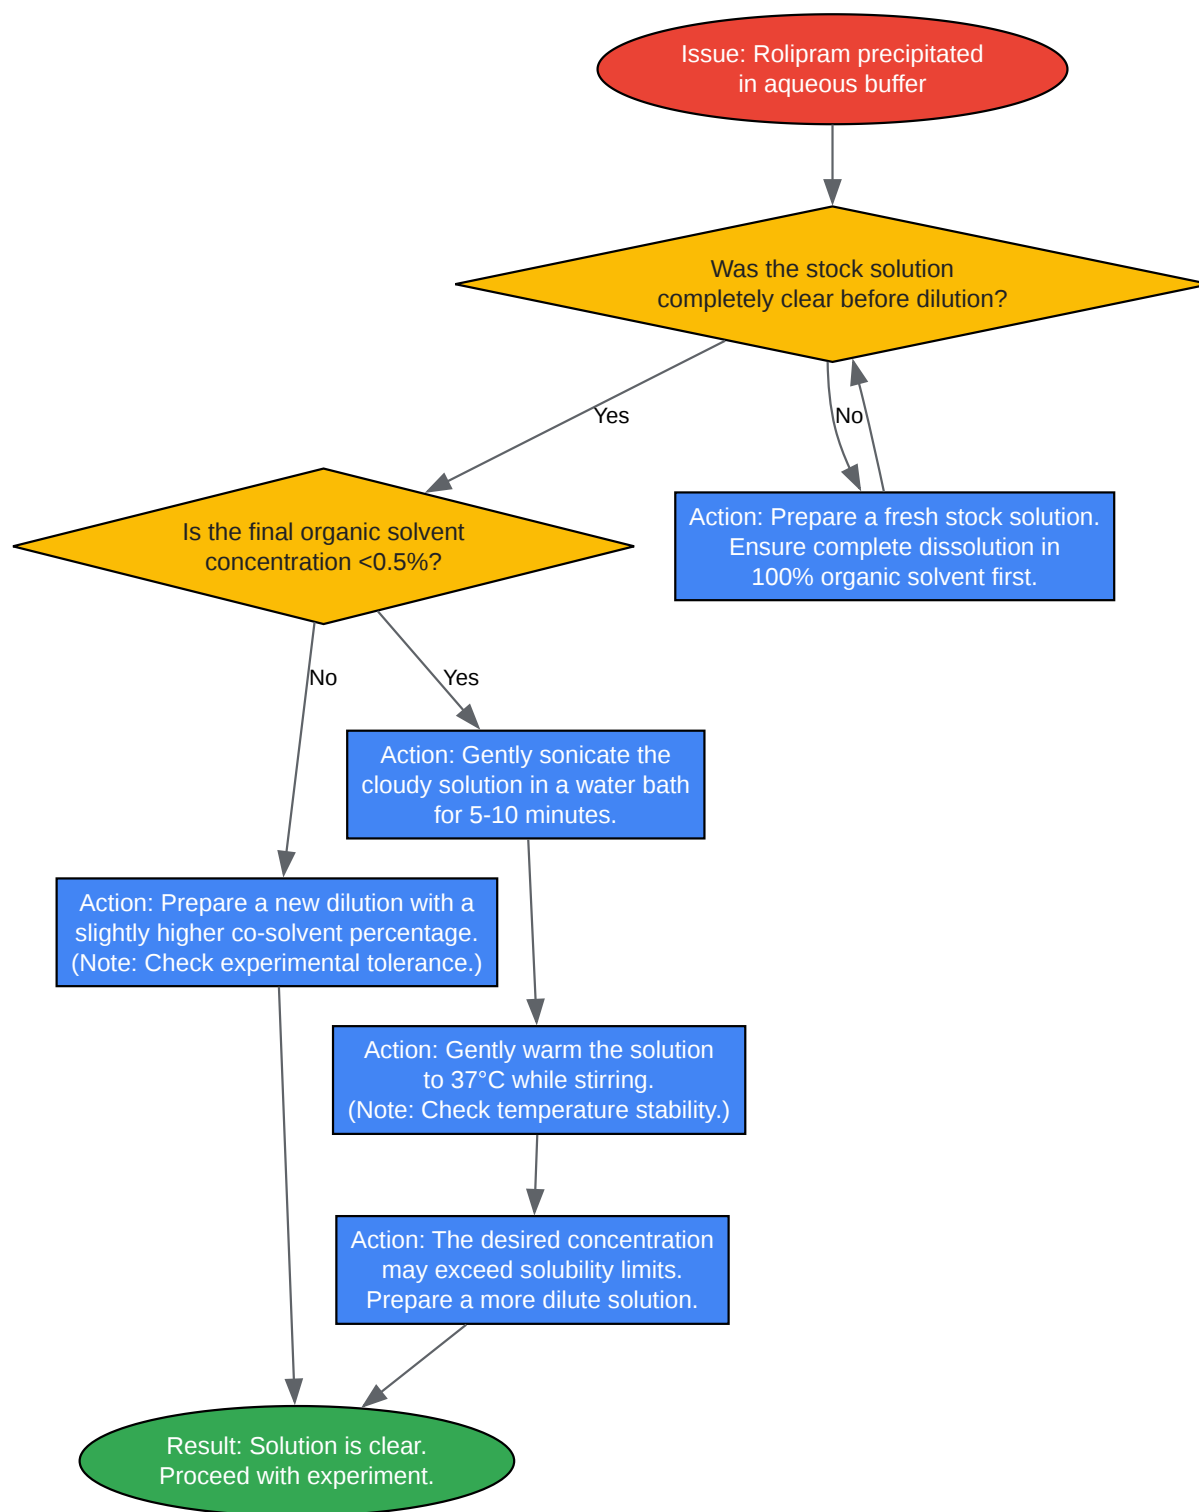 Issue: Rolipram precipitated
in aqueous buffer
Was the stock solution
completely clear before dilution?
Yes
No
Is the final organic solvent
concentration <0.5%?
Action: Prepare a fresh stock solution.
Ensure complete dissolution in
100% organic solvent first.
No
Yes
Action: Gently sonicate the
cloudy solution in a water bath
for 5-10 minutes.
Action: Prepare a new dilution with a
slightly higher co-solvent percentage.
(Note: Check experimental tolerance.)
Action: Gently warm the solution
to 37°C while stirring.
(Note: Check temperature stability.)
Action: The desired concentration
may exceed solubility limits.
Prepare a more dilute solution.
Result: Solution is clear.
Proceed with experiment.